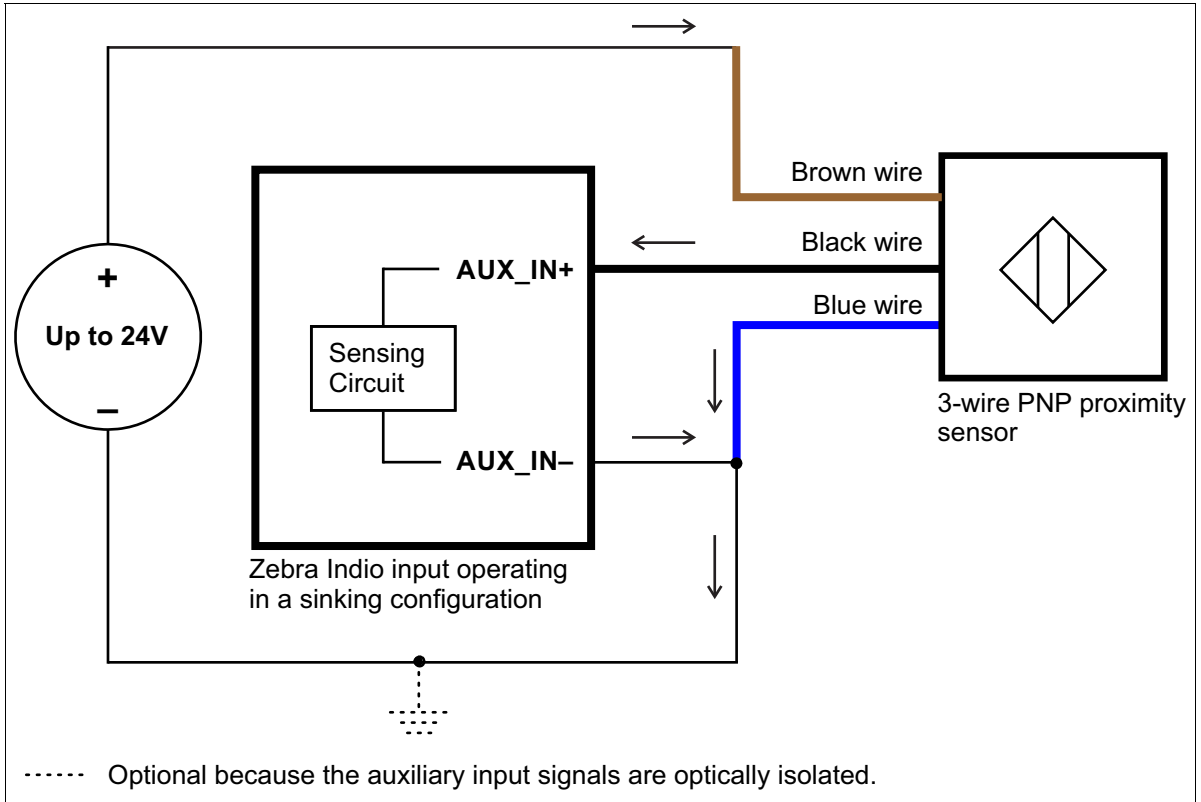 Brown wire
Black wire
Blue wire
+
Up to 24V
–
AUX_IN+
Sensing
Circuit
AUX_IN–
3-wire PNP proximity
sensor
Zebra Indio input operating
in a sinking configuration
Optional because the auxiliary input signals are optically isolated.